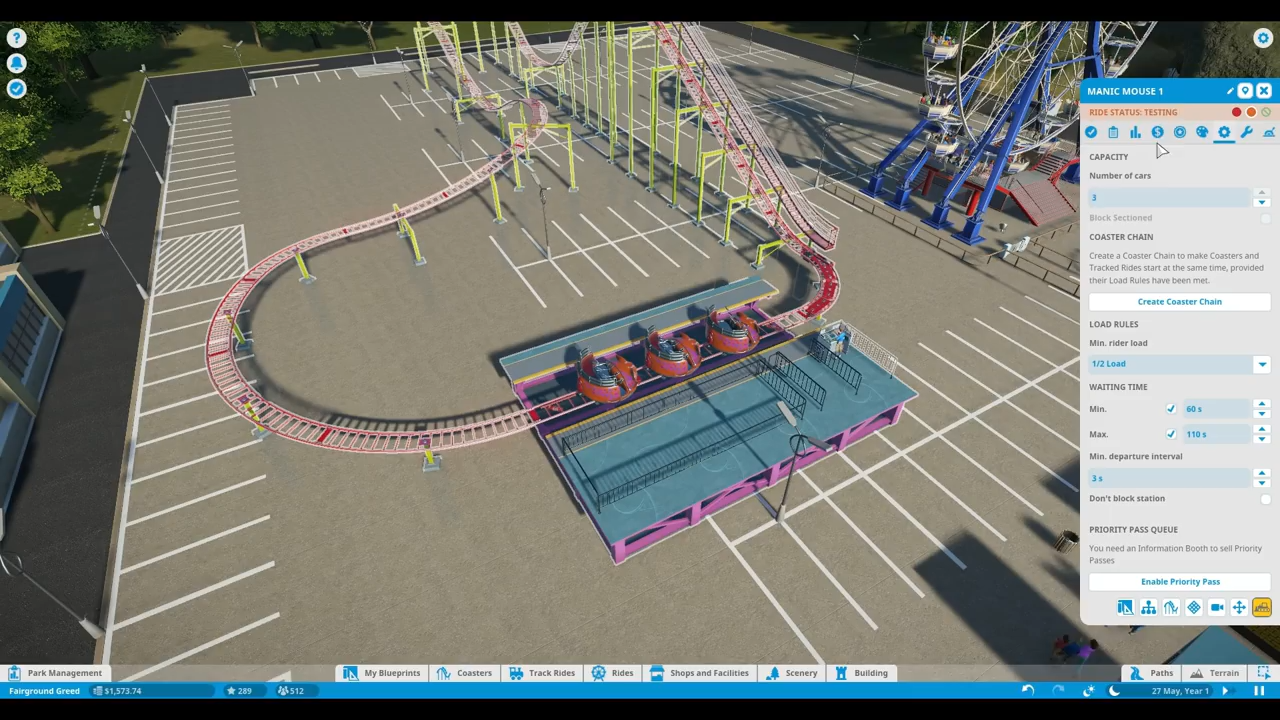 MANIC MOUSE 1
RIDE STATUS: TESTING
CAPACITY
Number of cars
3
Block Sectioned
COASTER CHAIN
Create a Coaster Chain to make Coasters and
Tracked Rides start at the same time, provided
their Load Rules have been met.
Create Coaster Chain
LOAD RULES
Min. rider load
1/2 Load
WAITING TIME
Min. 60 s
Max. 110 s
Min. departure interval
3 s
Don't block station
PRIORITY PASS QUEUE
You need an Information Booth to sell Priority
Passes
Enable Priority Pass
Park Management My Blueprints Coasters Track Rides Rides Shops and Facilities Scenery Building Paths Terrain
Fairground Greed $1,573.74 289 512 27 May, Year 1